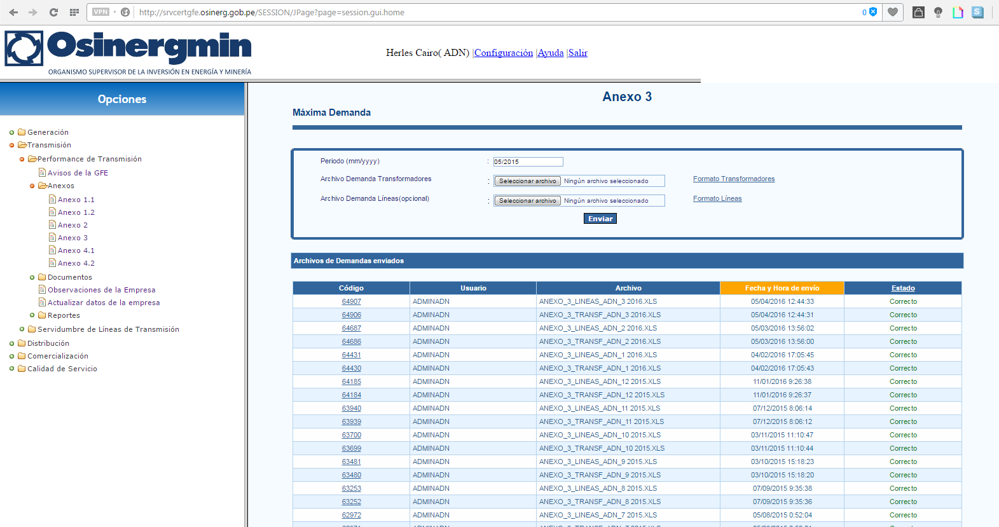 VPN http://srvcertgfe.osinerg.gob.pe/SESSION/JPage?page=session.gui.home 0
Osinergmin
ORGANISMO SUPERVISOR DE LA INVERSIÓN EN ENERGÍA Y MINERÍA
Herles Cairo( ADN) |Configuración |Ayuda |Salir
Opciones
Generación
Transmisión
Performance de Transmisión
Avisos de la GFE
Anexos
Anexo 1.1
Anexo 1.2
Anexo 2
Anexo 3
Anexo 4.1
Anexo 4.2
Documentos
Observaciones de la Empresa
Actualizar datos de la empresa
Reportes
Servidumbre de Líneas de Transmisión
Distribución
Comercialización
Calidad de Servicio
Anexo 3
Máxima Demanda
Periodo (mm/yyyy) : 05/2015
Archivo Demanda Transformadores : Seleccionar archivo Ningún archivo seleccionado Formato Transformadores
Archivo Demanda Líneas(opcional) : Seleccionar archivo Ningún archivo seleccionado Formato Líneas
Enviar
Archivos de Demandas enviados
Código Usuario Archivo Fecha y Hora de envío Estado
64907 ADMINADN ANEXO_3_LINEAS_ADN_3 2016.XLS 05/04/2016 12:44:33 Correcto
64906 ADMINADN ANEXO_3_TRANSF_ADN_3 2016.XLS 05/04/2016 12:44:31 Correcto
64687 ADMINADN ANEXO_3_LINEAS_ADN_2 2016.XLS 05/03/2016 13:56:02 Correcto
64686 ADMINADN ANEXO_3_TRANSF_ADN_2 2016.XLS 05/03/2016 13:56:00 Correcto
64431 ADMINADN ANEXO_3_LINEAS_ADN_1 2016.XLS 04/02/2016 17:05:45 Correcto
64430 ADMINADN ANEXO_3_TRANSF_ADN_1 2016.XLS 04/02/2016 17:05:43 Correcto
64185 ADMINADN ANEXO_3_LINEAS_ADN_12 2015.XLS 11/01/2016 9:26:38 Correcto
64184 ADMINADN ANEXO_3_TRANSF_ADN_12 2015.XLS 11/01/2016 9:26:37 Correcto
63940 ADMINADN ANEXO_3_LINEAS_ADN_11 2015.XLS 07/12/2015 8:06:14 Correcto
63939 ADMINADN ANEXO_3_TRANSF_ADN_11 2015.XLS 07/12/2015 8:06:12 Correcto
63700 ADMINADN ANEXO_3_LINEAS_ADN_10 2015.XLS 03/11/2015 11:10:47 Correcto
63699 ADMINADN ANEXO_3_TRANSF_ADN_10 2015.XLS 03/11/2015 11:10:44 Correcto
63481 ADMINADN ANEXO_3_LINEAS_ADN_9 2015.XLS 03/10/2015 15:18:23 Correcto
63480 ADMINADN ANEXO_3_TRANSF_ADN_9 2015.XLS 03/10/2015 15:18:20 Correcto
63253 ADMINADN ANEXO_3_LINEAS_ADN_8 2015.XLS 07/09/2015 9:35:38 Correcto
63252 ADMINADN ANEXO_3_TRANSF_ADN_8 2015.XLS 07/09/2015 9:35:36 Correcto
62972 ADMINADN ANEXO_3_LINEAS_ADN_7 2015.XLS 05/08/2015 0:52:04 Correcto